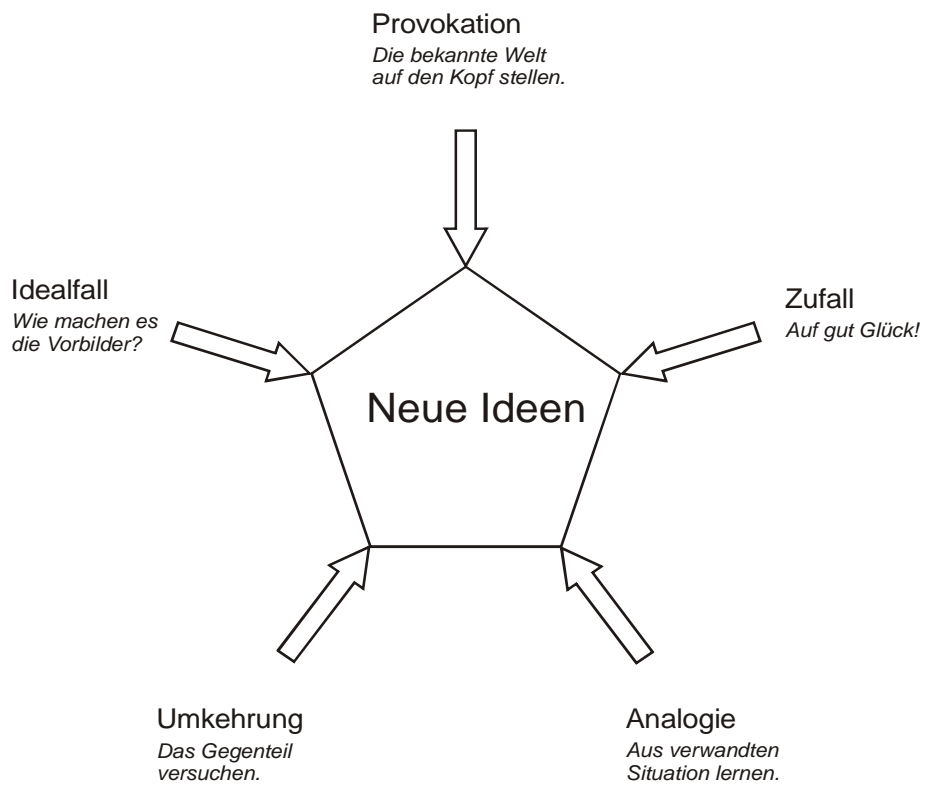 Provokation
Die bekannte Welt
auf den Kopf stellen.
Idealfall
Wie machen es
die Vorbilder?
Zufall
Auf gut Glück!
Neue Ideen
Umkehrung
Das Gegenteil
versuchen.
Analogie
Aus verwandten
Situation lernen.